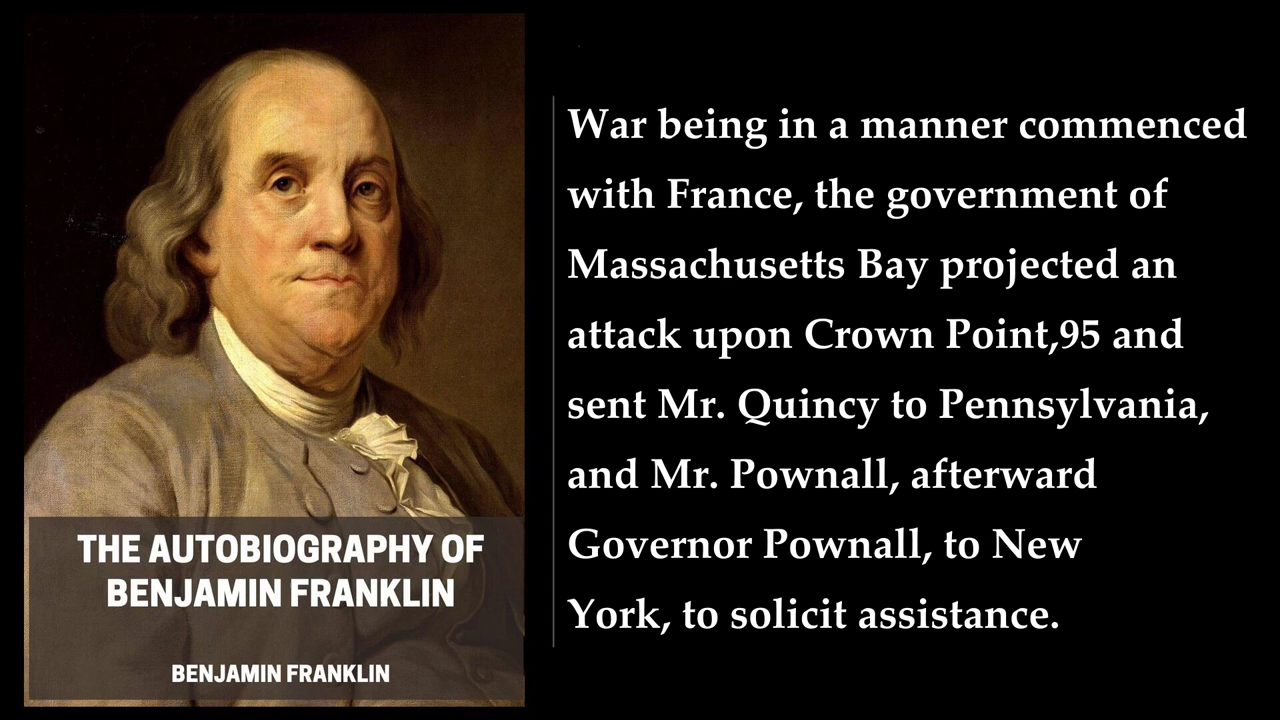 THE AUTOBIOGRAPHY OF
BENJAMIN FRANKLIN
BENJAMIN FRANKLIN
War being in a manner commenced
with France, the government of
Massachusetts Bay projected an
attack upon Crown Point,95 and
sent Mr. Quincy to Pennsylvania,
and Mr. Pownall, afterward
Governor Pownall, to New
York, to solicit assistance.